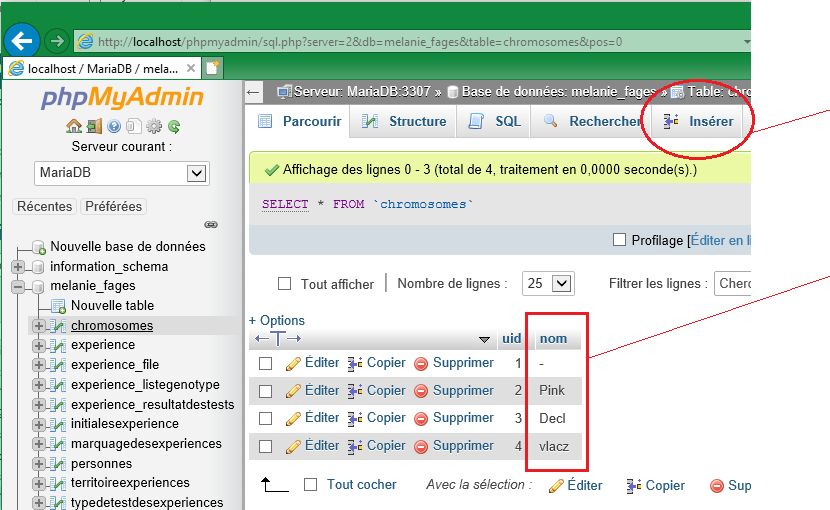 http://localhost/phpmyadmin/sql.php?server=2&db=melanie_fages&table=chromosomes&pos=0
localhost / MariaDB / mela...
phpMyAdmin
Serveur courant :
MariaDB
Récentes Préférées
Nouvelle base de données
information_schema
melanie_fages
Nouvelle table
chromosomes
experience
experience_file
experience_listegenotype
experience_resultatdestests
initialesexperience
marquagedesexperiences
personnes
territoireexperiences
typedetestdesexperiences
Serveur: MariaDB:3307 » Base de données: melanie_fages » Table: chro
Parcourir Structure SQL Rechercher Insérer
Affichage des lignes 0 - 3 (total de 4, traitement en 0,0000 seconde(s).)
SELECT * FROM `chromosomes`
Profilage [Éditer en li
Tout afficher Nombre de lignes : 25 Filtrer les lignes : Cherc
+ Options
uid nom
Éditer Copier Supprimer 1 -
Éditer Copier Supprimer 2 Pink
Éditer Copier Supprimer 3 Decl
Éditer Copier Supprimer 4 vlacz
Tout cocher Avec la sélection : Éditer Copier Sup